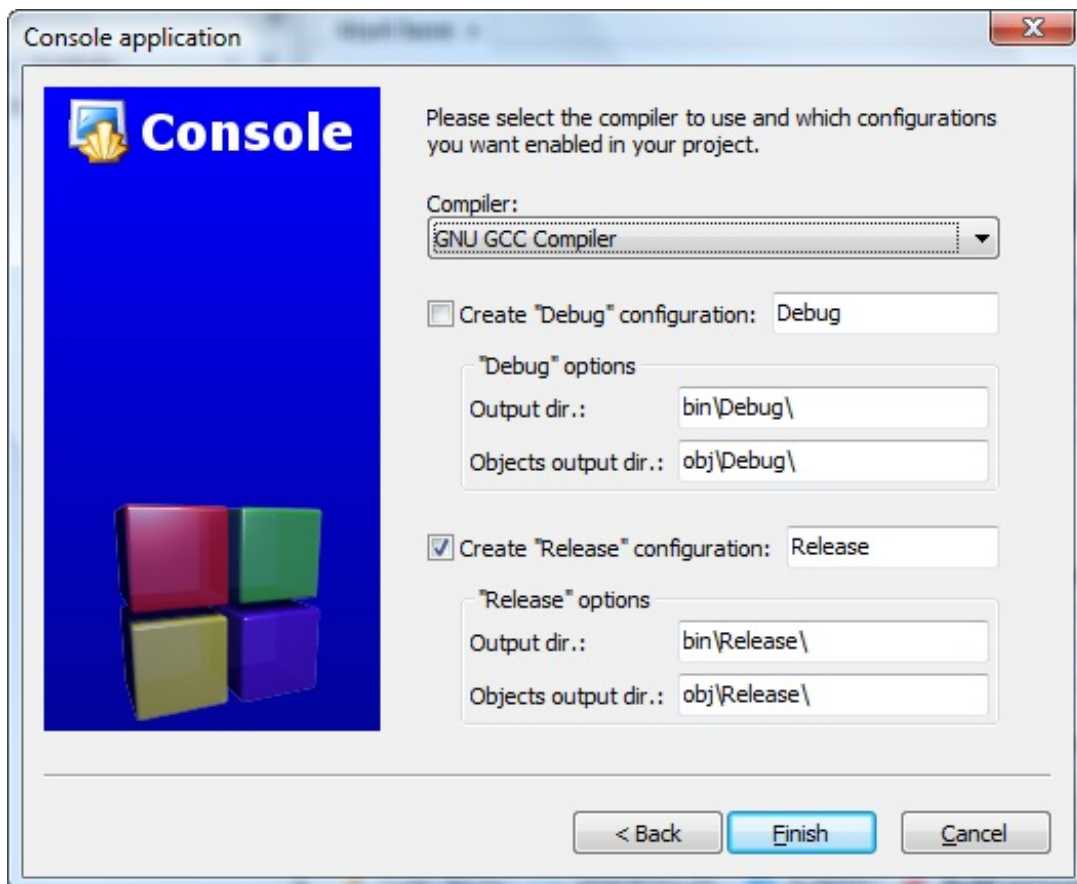 Console application
Start here
Console
Please select the compiler to use and which configurations
you want enabled in your project.
Compiler:
GNU GCC Compiler
Create "Debug" configuration: Debug
"Debug" options
Output dir.: bin\Debug\
Objects output dir.: obj\Debug\
Create "Release" configuration: Release
"Release" options
Output dir.: bin\Release\
Objects output dir.: obj\Release\
< Back Finish Cancel